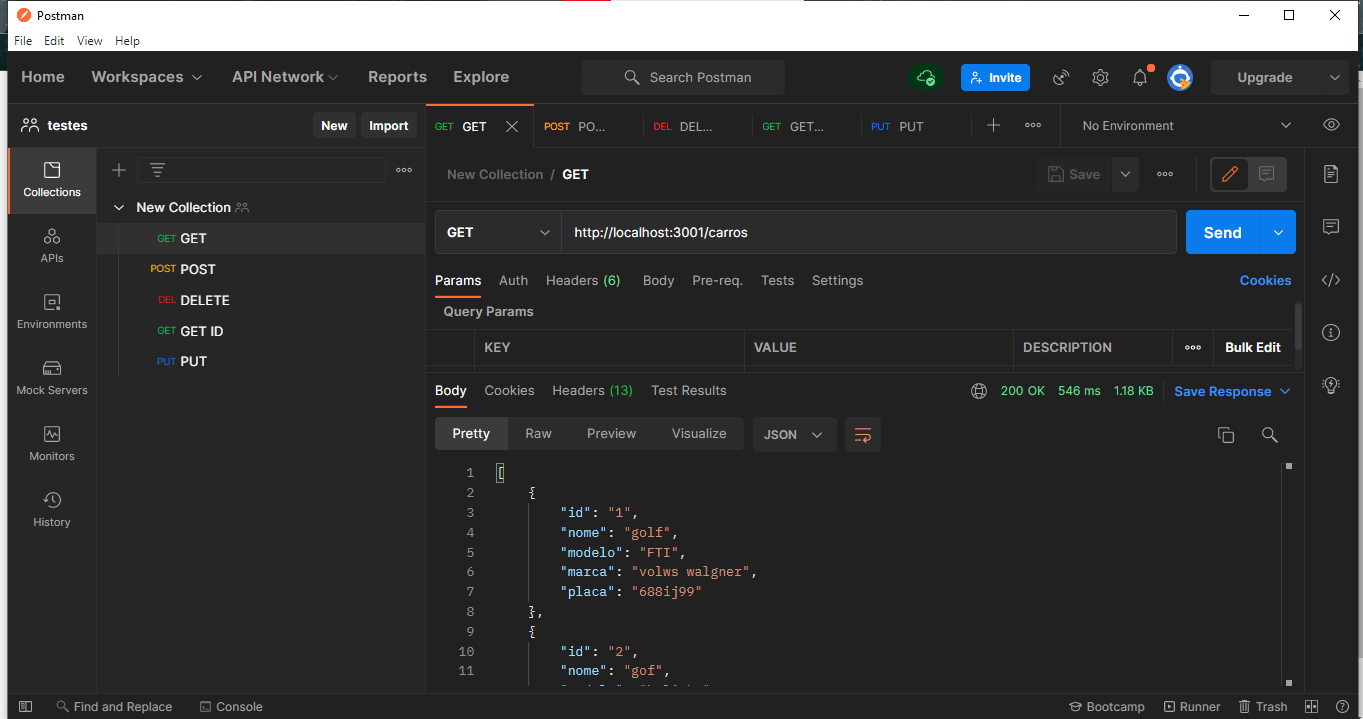 Postman
File Edit View Help
Home Workspaces API Network Reports Explore Search Postman Invite Upgrade
testes New Import
GET GET POST PO... DEL DEL... GET GET... PUT PUT No Environment
Collections
APIs
Environments
Mock Servers
Monitors
History
New Collection
GET GET
POST POST
DEL DELETE
GET GET ID
PUT PUT
New Collection / GET Save
GET http://localhost:3001/carros Send
Params Auth Headers (6) Body Pre-req. Tests Settings Cookies
Query Params
KEY VALUE DESCRIPTION Bulk Edit
Body Cookies Headers (13) Test Results 200 OK 546 ms 1.18 KB Save Response
Pretty Raw Preview Visualize JSON
1 [
2 {
3 "id": "1",
4 "nome": "golf",
5 "modelo": "FTI",
6 "marca": "volws walgner",
7 "placa": "688ij99"
8 },
9 {
10 "id": "2",
11 "nome": "gof",
Find and Replace Console Bootcamp Runner Trash